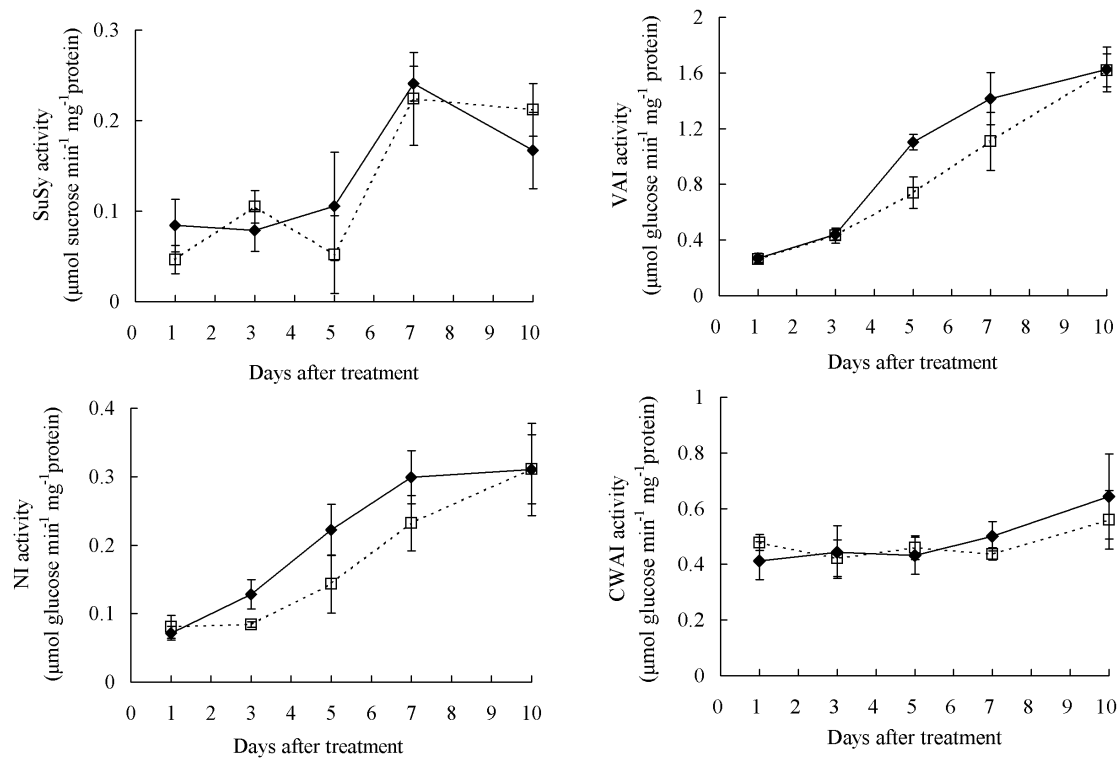 SuSy activity
(μmol sucrose min⁻¹ mg⁻¹protein)
0.3
0.2
0.1
0
0 1 2 3 4 5 6 7 8 9 10
Days after treatment
VAI activity
(μmol glucose min⁻¹ mg⁻¹protein)
2
1.6
1.2
0.8
0.4
0
0 1 2 3 4 5 6 7 8 9 10
Days after treatment
NI activity
(μmol glucose min⁻¹ mg⁻¹protein)
0.4
0.3
0.2
0.1
0
0 1 2 3 4 5 6 7 8 9 10
Days after treatment
CWAI activity
(μmol glucose min⁻¹ mg⁻¹protein)
1
0.8
0.6
0.4
0.2
0
0 1 2 3 4 5 6 7 8 9 10
Days after treatment